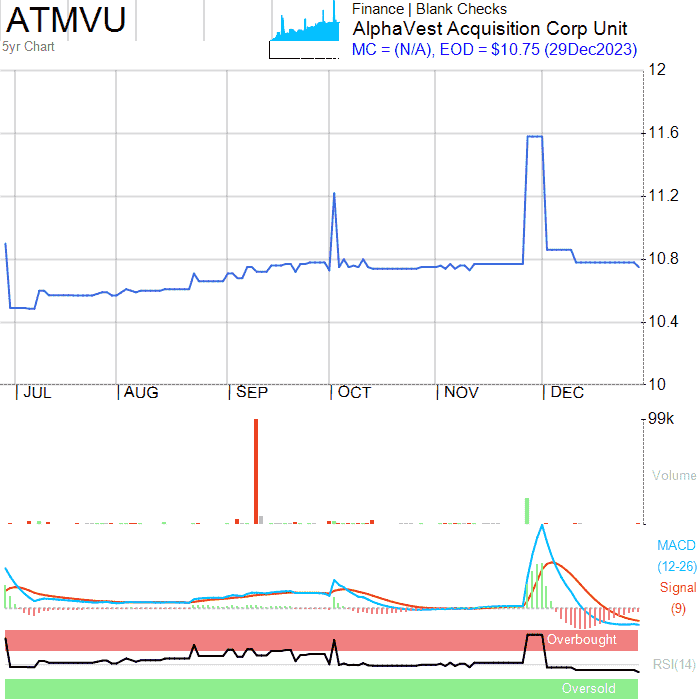 ATMVU
5yr Chart
Finance | Blank Checks
AlphaVest Acquisition Corp Unit
MC = (N/A), EOD = $10.75 (29Dec2023)
12
11.6
11.2
10.8
10.4
10
JUL AUG SEP OCT NOV DEC
99k
Volume
MACD
(12-26)
Signal
(9)
Overbought
RSI(14)
Oversold